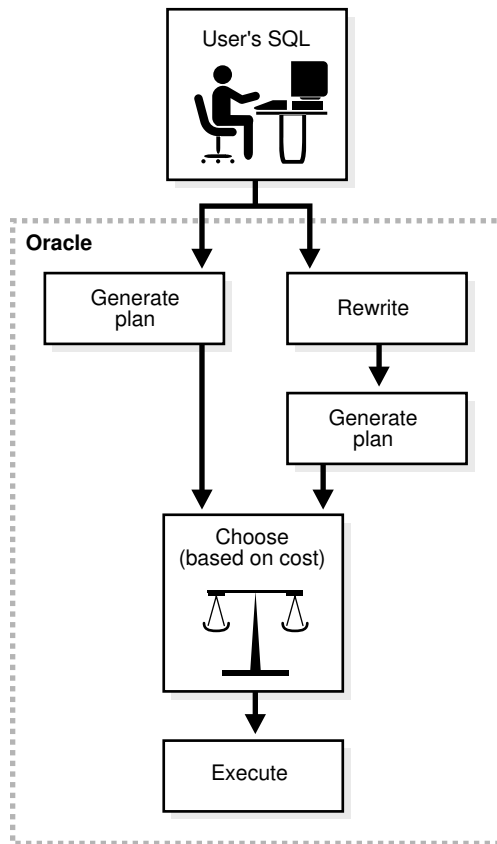 User's SQL
Oracle
Generate
plan
Rewrite
Generate
plan
Choose
(based on cost)
Execute